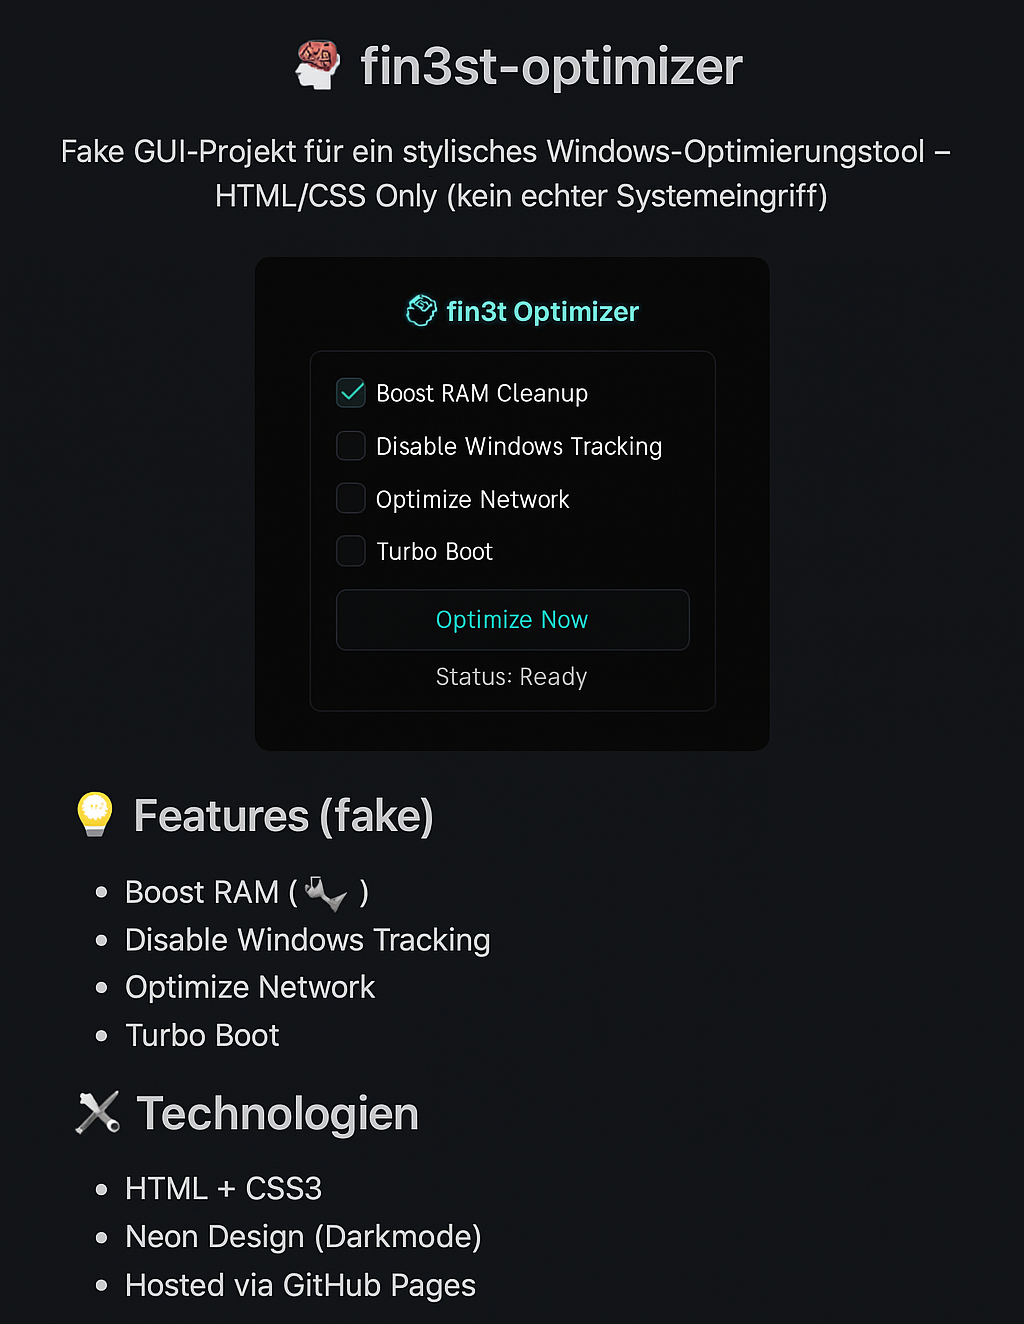 fin3st-optimizer
Fake GUI-Projekt für ein stylisches Windows-Optimierungstool –
HTML/CSS Only (kein echter Systemeingriff)
fin3t Optimizer
Boost RAM Cleanup
Disable Windows Tracking
Optimize Network
Turbo Boot
Optimize Now
Status: Ready
Features (fake)
• Boost RAM ( )
• Disable Windows Tracking
• Optimize Network
• Turbo Boot
Technologien
• HTML + CSS3
• Neon Design (Darkmode)
• Hosted via GitHub Pages